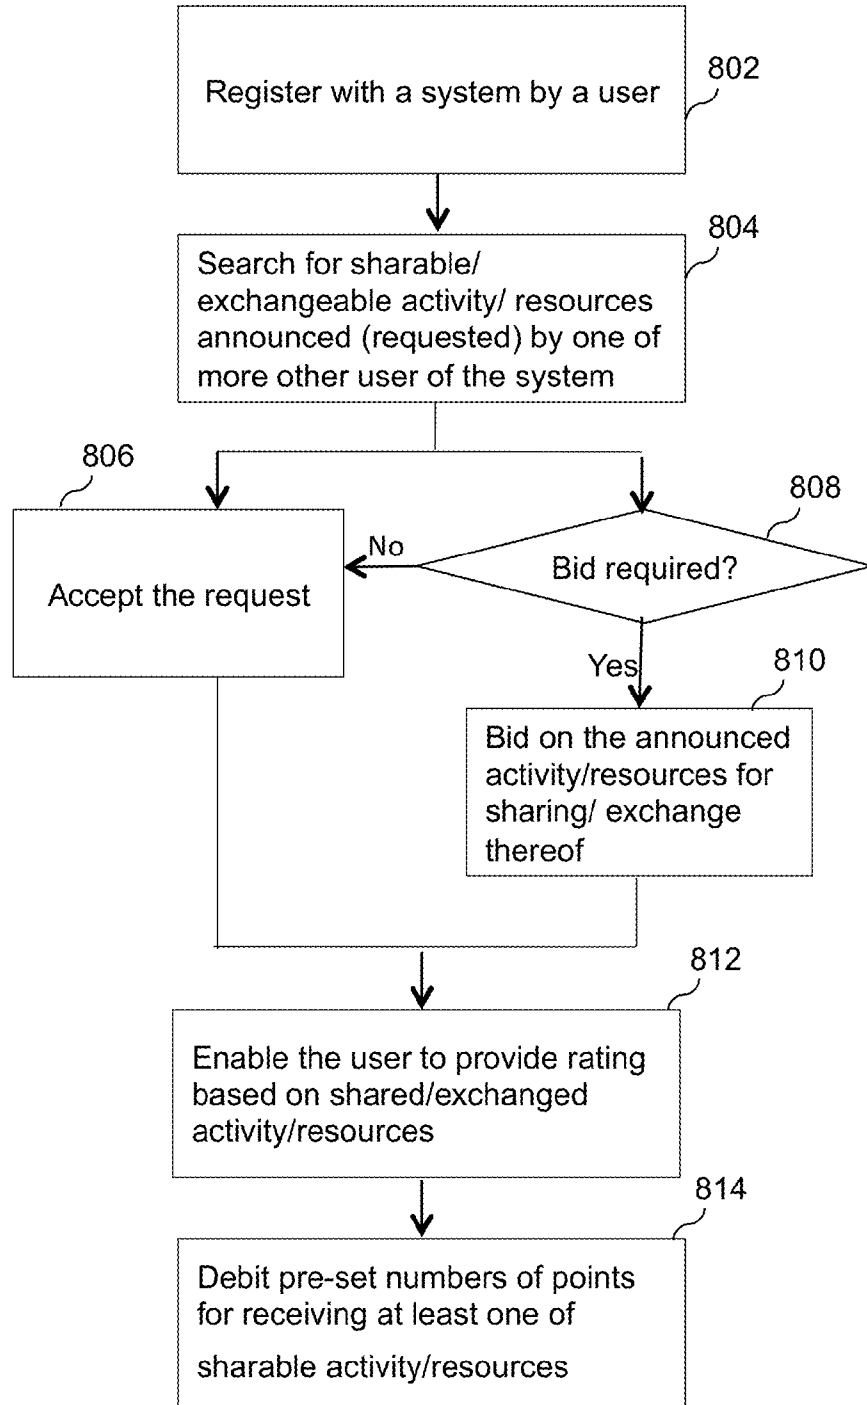 802
Register with a system by a user
804
Search for sharable/
exchangeable activity/ resources
announced (requested) by one of
more other user of the system
806
Accept the request
808
No
Bid required?
Yes
810
Bid on the announced
activity/resources for
sharing/ exchange
thereof
812
Enable the user to provide rating
based on shared/exchanged
activity/resources
814
Debit pre-set numbers of points
for receiving at least one of
sharable activity/resources